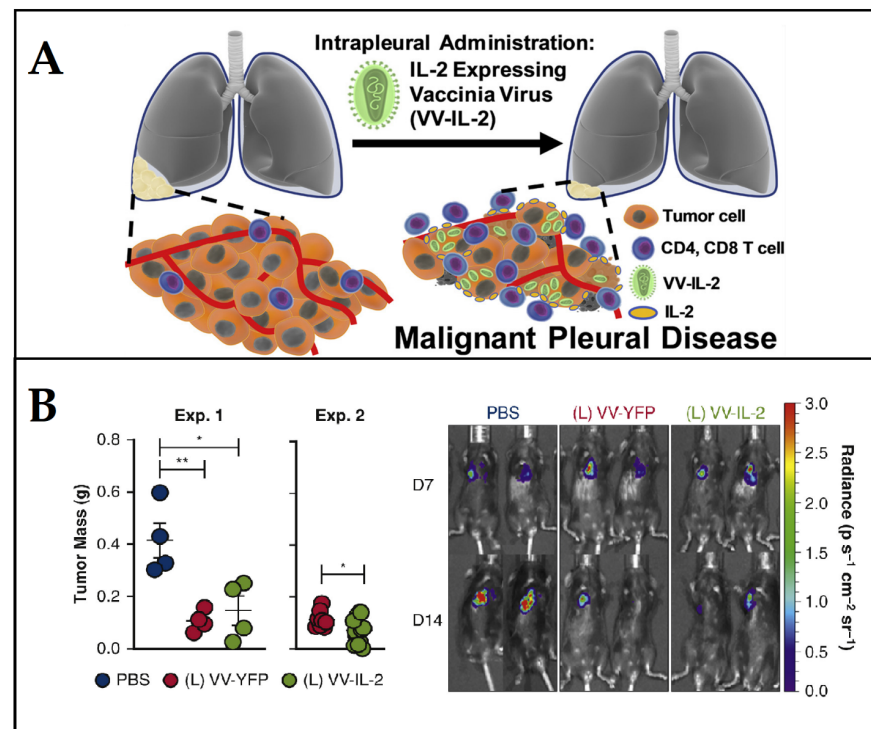 A
Intrapleural Administration:
IL-2 Expressing
Vaccinia Virus
(VV-IL-2)
Tumor cell
CD4, CD8 T cell
VV-IL-2
IL-2
Malignant Pleural Disease
B
Exp. 1
Exp. 2
Tumor Mass (g)
0.8
0.6
0.4
0.2
0.0
*
**
*
PBS
(L) VV-YFP
(L) VV-IL-2
PBS
(L) VV-YFP
(L) VV-IL-2
D7
D14
3.0
2.5
2.0
1.5
1.0
0.5
0.0
Radiance (p s⁻¹ cm⁻² sr⁻¹)